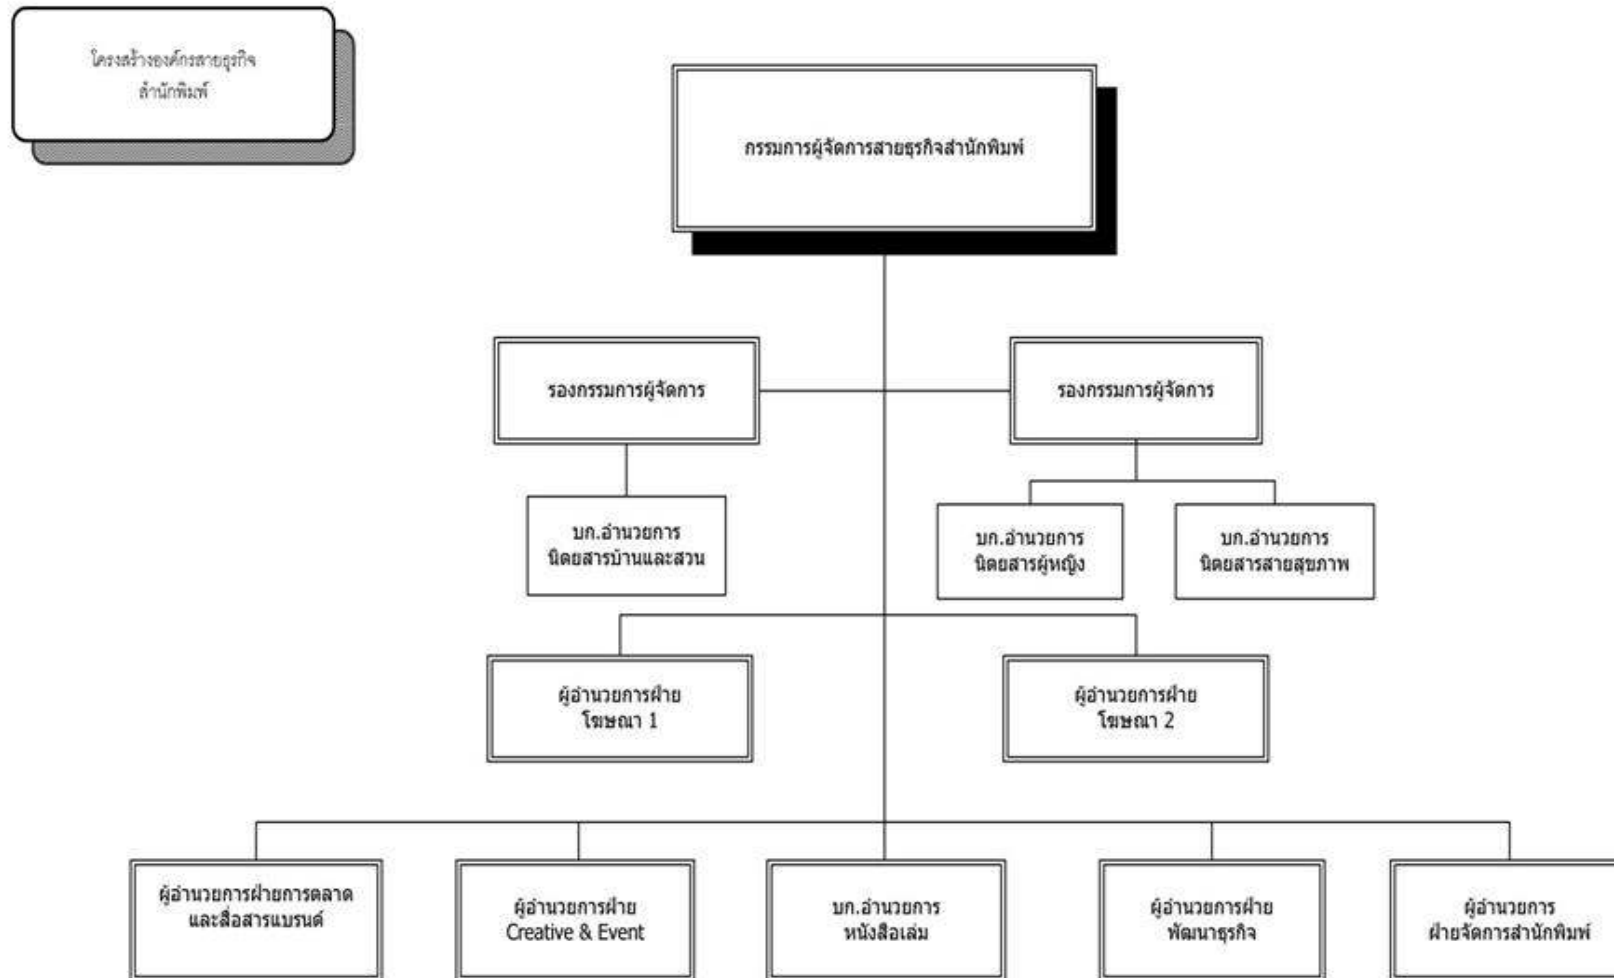 โครงสร้างองค์กรสายธุรกิจ
สำนักพิมพ์
กรรมการผู้จัดการสายธุรกิจสำนักพิมพ์
รองกรรมการผู้จัดการ
รองกรรมการผู้จัดการ
บก.อำนวยการ
นิตยสารบ้านและสวน
บก.อำนวยการ
นิตยสารผู้หญิง
บก.อำนวยการ
นิตยสารสายสุขภาพ
ผู้อำนวยการฝ่าย
โฆษณา 1
ผู้อำนวยการฝ่าย
โฆษณา 2
ผู้อำนวยการฝ่ายการตลาด
และสื่อสารแบรนด์
ผู้อำนวยการฝ่าย
Creative & Event
บก.อำนวยการ
หนังสือเล่ม
ผู้อำนวยการฝ่าย
พัฒนาธุรกิจ
ผู้อำนวยการ
ฝ่ายจัดการสำนักพิมพ์